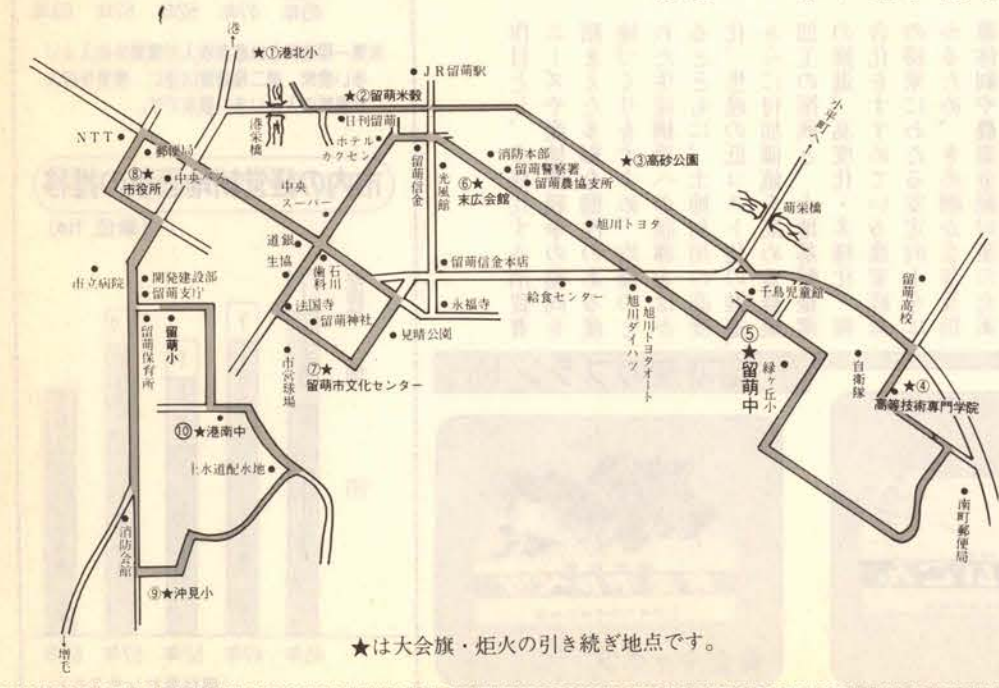 港
★①港北小
●JR留萌駅
★②留萌米穀
●日刊留萌
港栄橋
ホテル
カクセン
NTT●
郵便局
⑧★
市役所
中央バス
中央
スーパー
留萌信金
光風館
●消防本部
●留萌警察署
●留萌農協支所
⑥★
末広会館
★③高砂公園
小平町へ→
萌栄橋
●旭川トヨタ
道銀
生協
石川
歯科
●留萌信金本店
市立病院
●開発建設部
●留萌支庁
法国寺
●留萌神社
●永福寺
見晴公園
給食センター
旭川ダイハツ
旭川トヨタオート
千鳥児童館
留萌高校
留萌保育所
留萌小
市営球場
⑦★
留萌市文化センター
⑤
★
留萌中
緑ヶ丘小
自衛隊
★④
高等技術専門学院
⑩★港南中
上水道配水地●
消防会館
南町郵便局
⑨★沖見小
→増毛
★は大会旗・炬火の引き続ぎ地点です。